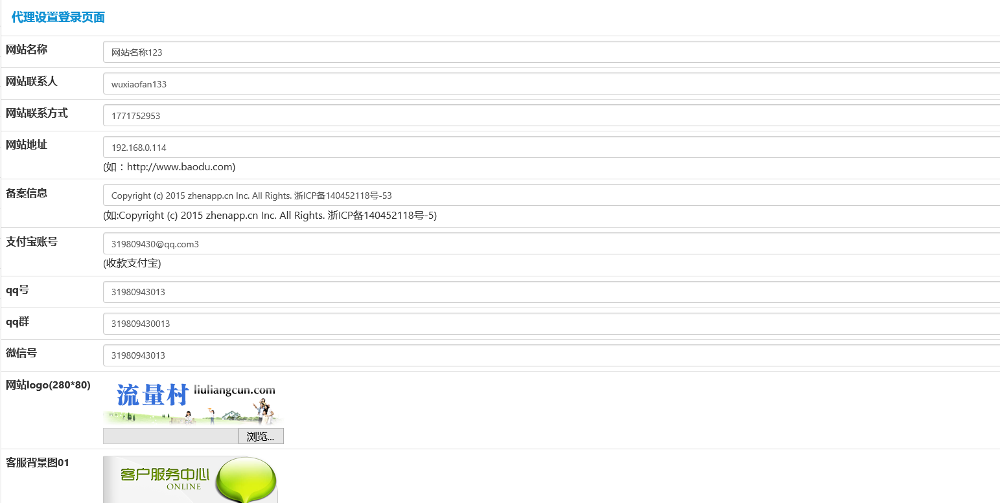 代理设置登录页面
网站名称
网站名称123
网站联系人
wuxiaofan133
网站联系方式
1771752953
网站地址
192.168.0.114
(如：http://www.baodu.com)
备案信息
Copyright (c) 2015 zhenapp.cn Inc. All Rights. 浙ICP备140452118号-53
(如:Copyright (c) 2015 zhenapp.cn Inc. All Rights. 浙ICP备140452118号-5)
支付宝账号
319809430@qq.com3
(收款支付宝)
qq号
31980943013
qq群
319809430013
微信号
31980943013
网站logo(280*80)
流量村 liuliangcun.com
浏览...
客服背景图01
客户服务中心
ONLINE